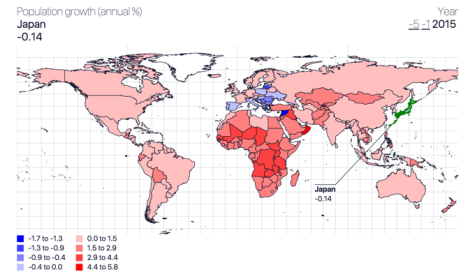 Population growth (annual %)
Year
Japan
-5 -1 2015
-0.14
Japan
-0.14
-1.7 to -1.3
0.0 to 1.5
-1.3 to -0.9
1.5 to 2.9
-0.9 to -0.4
2.9 to 4.4
-0.4 to 0.0
4.4 to 5.8